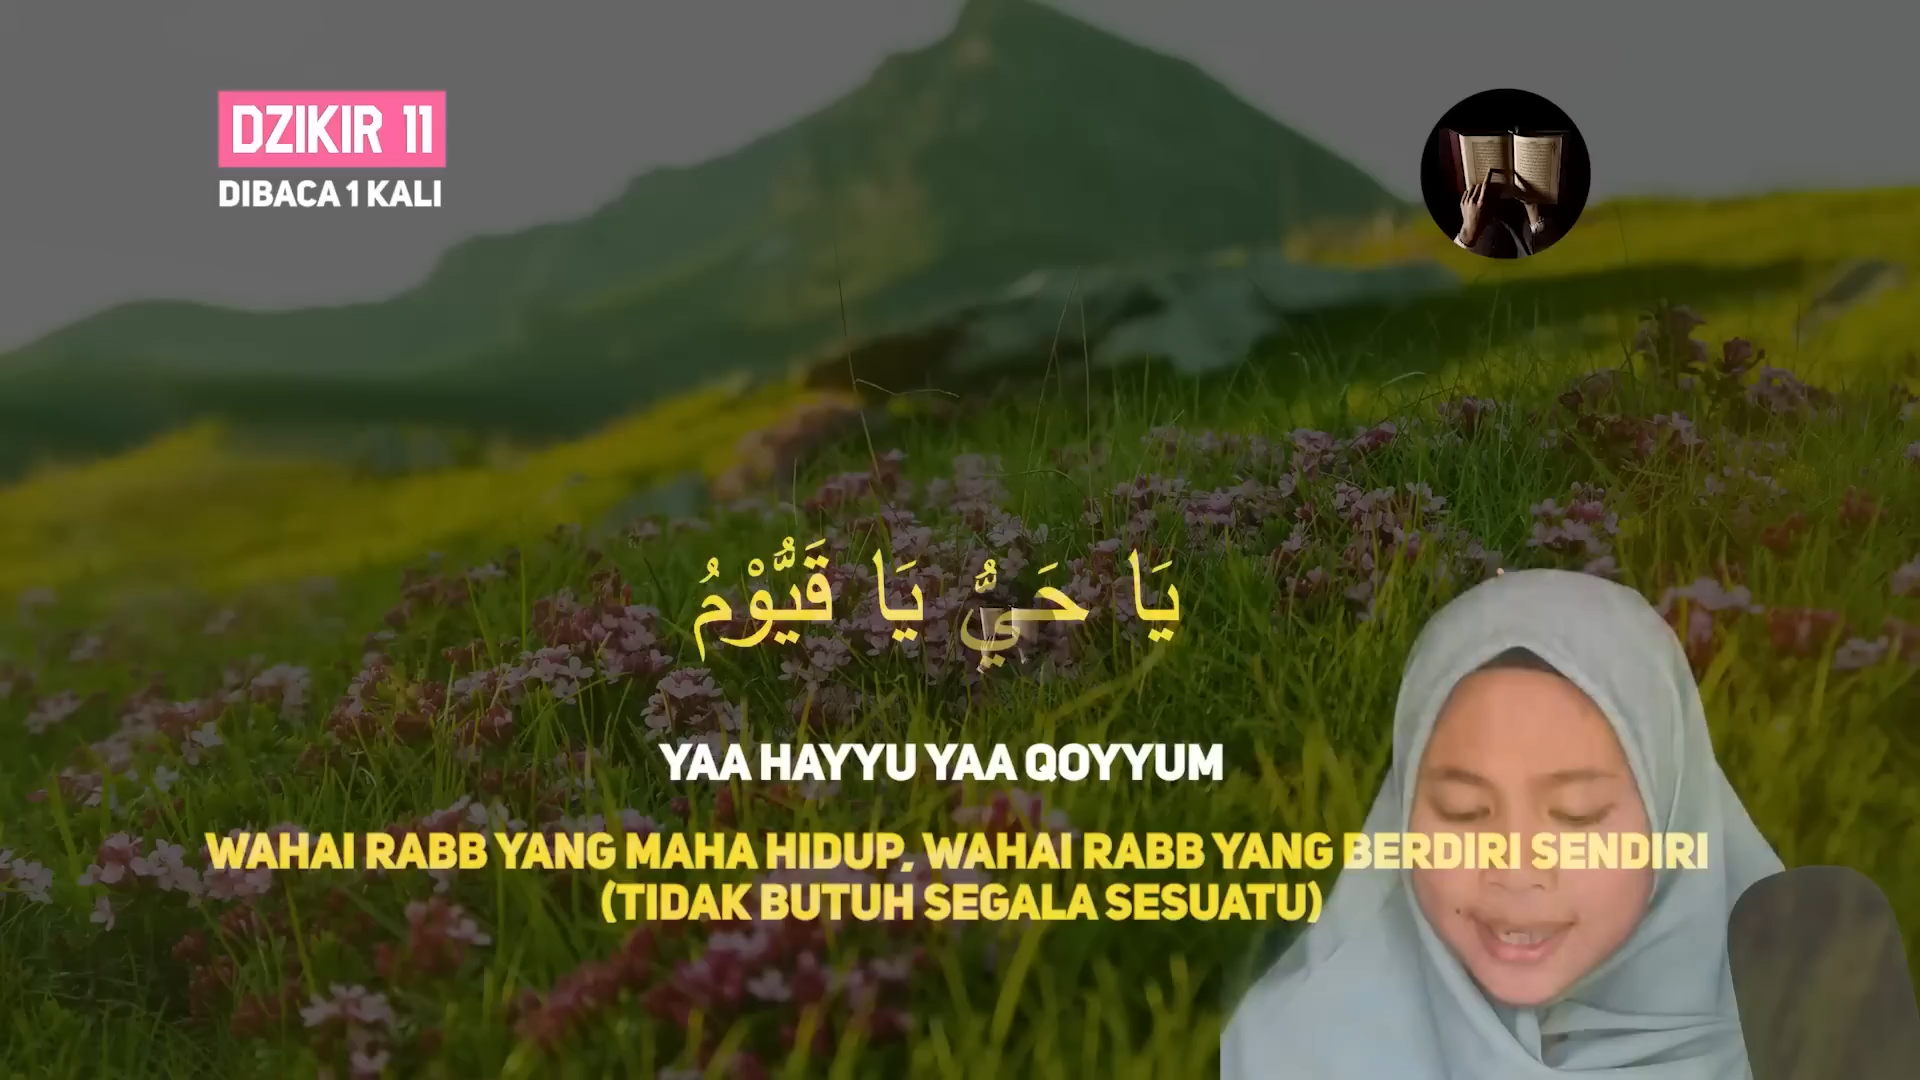 DZIKIR 11
DIBACA 1 KALI
يَا حَيُّ يَا قَيُّوْمُ
YAA HAYYU YAA QOYYUM
WAHAI RABB YANG MAHA HIDUP, WAHAI RABB YANG BERDIRI SENDIRI
(TIDAK BUTUH SEGALA SESUATU)